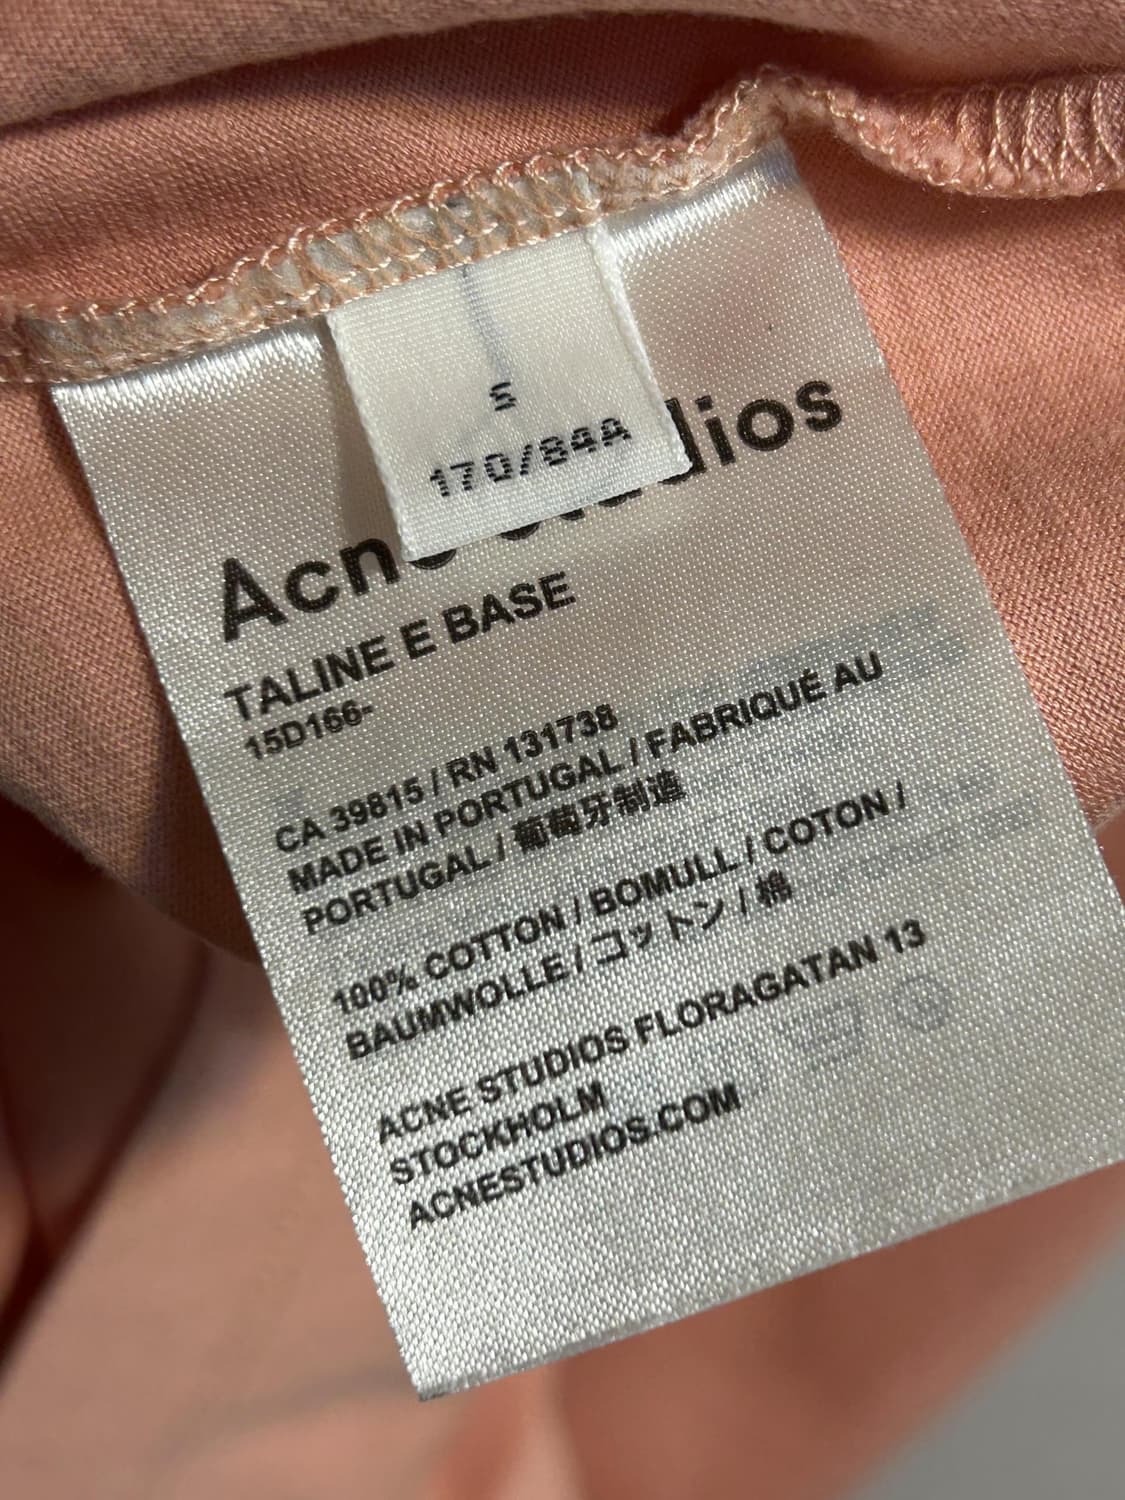 S
170/84A
Acne Studios
TALINE E BASE
15D166-
CA 39815 / RN 131738
MADE IN PORTUGAL / FABRIQUÉ AU
PORTUGAL / 葡萄牙制造
100% COTTON / BOMULL / COTON /
BAUMWOLLE / コットン / 棉
ACNE STUDIOS FLORAGATAN 13
STOCKHOLM
ACNESTUDIOS.COM